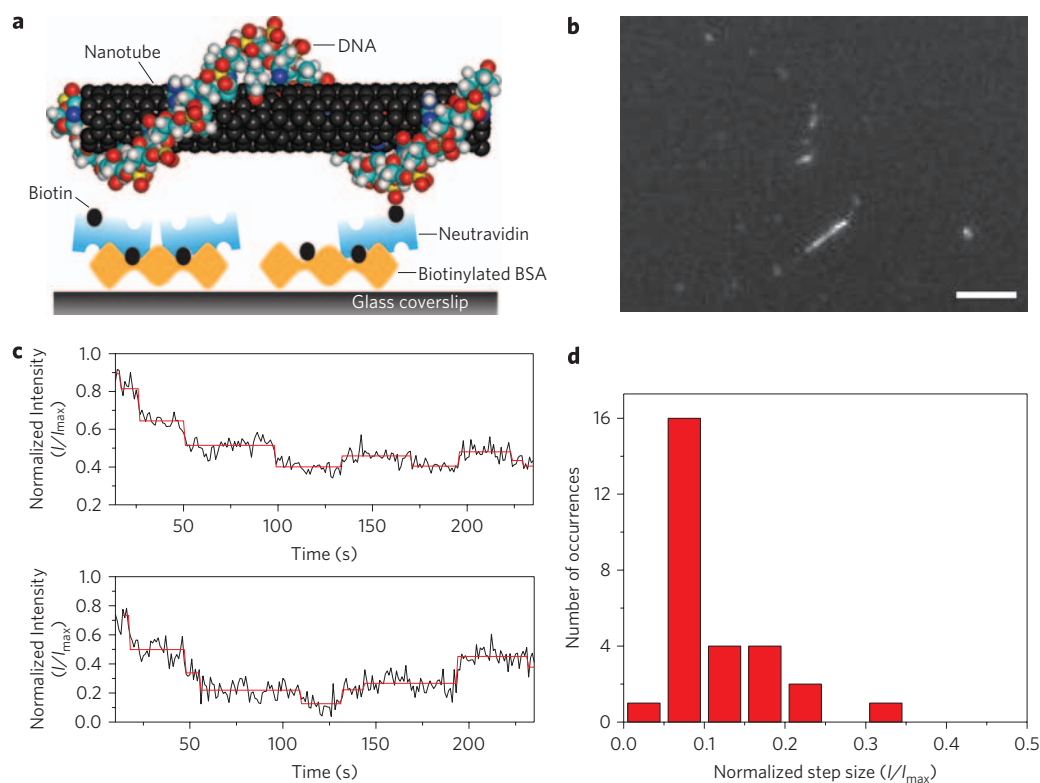 a
Nanotube
DNA
Biotin
Neutravidin
Biotinylated BSA
Glass coverslip
b
c
Normalized Intensity
(I/Imax)
1.0
0.8
0.6
0.4
0.2
50
100
150
200
Time (s)
Normalized Intensity
(I/Imax)
1.0
0.8
0.6
0.4
0.2
0.0
50
100
150
200
Time (s)
d
Number of occurrences
16
12
8
4
0
0.0
0.1
0.2
0.3
0.4
0.5
Normalized step size (I/Imax)